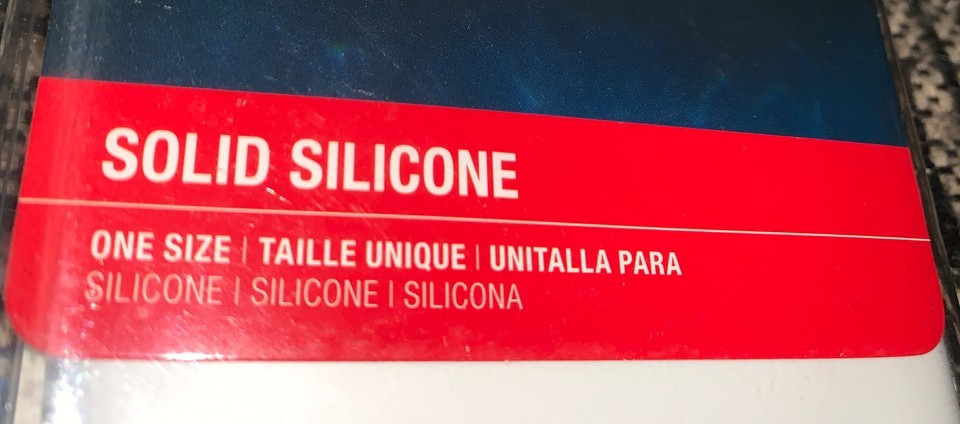 SOLID SILICONE
ONE SIZE | TAILLE UNIQUE | UNITALLA PARA
SILICONE | SILICONE | SILICONA